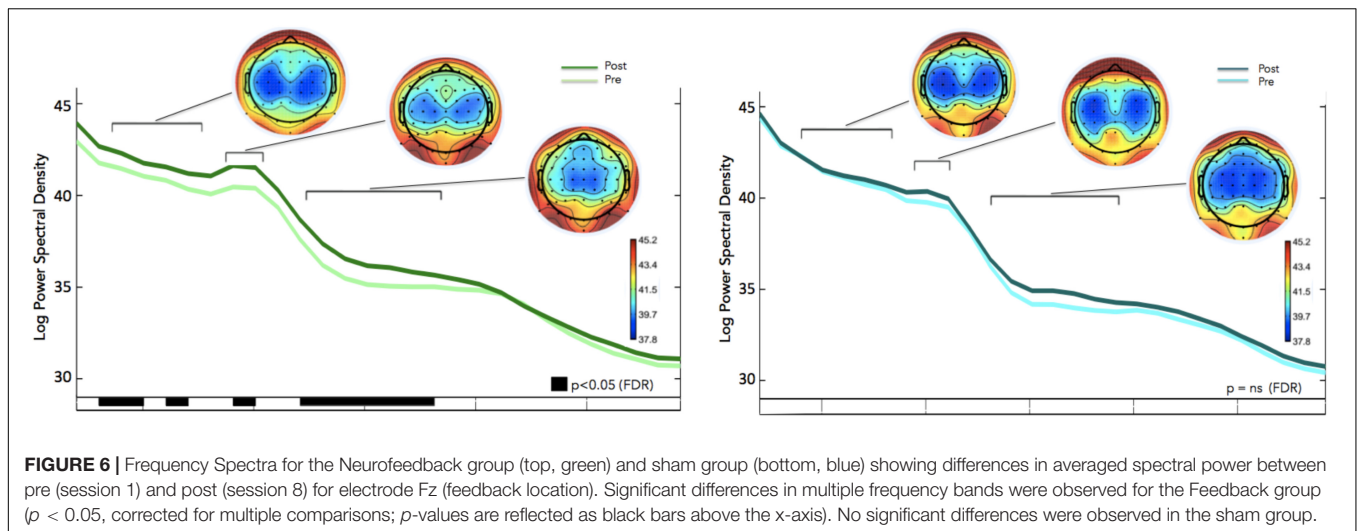 Post
Pre
45
40
35
30
Log Power Spectral Density
45.2
43.4
41.5
39.7
37.8
p<0.05 (FDR)
Post
Pre
45
40
35
30
Log Power Spectral Density
45.2
43.4
41.5
39.7
37.8
p = ns (FDR)
FIGURE 6 | Frequency Spectra for the Neurofeedback group (top, green) and sham group (bottom, blue) showing differences in averaged spectral power between
pre (session 1) and post (session 8) for electrode Fz (feedback location). Significant differences in multiple frequency bands were observed for the Feedback group
(p < 0.05, corrected for multiple comparisons; p-values are reflected as black bars above the x-axis). No significant differences were observed in the sham group.